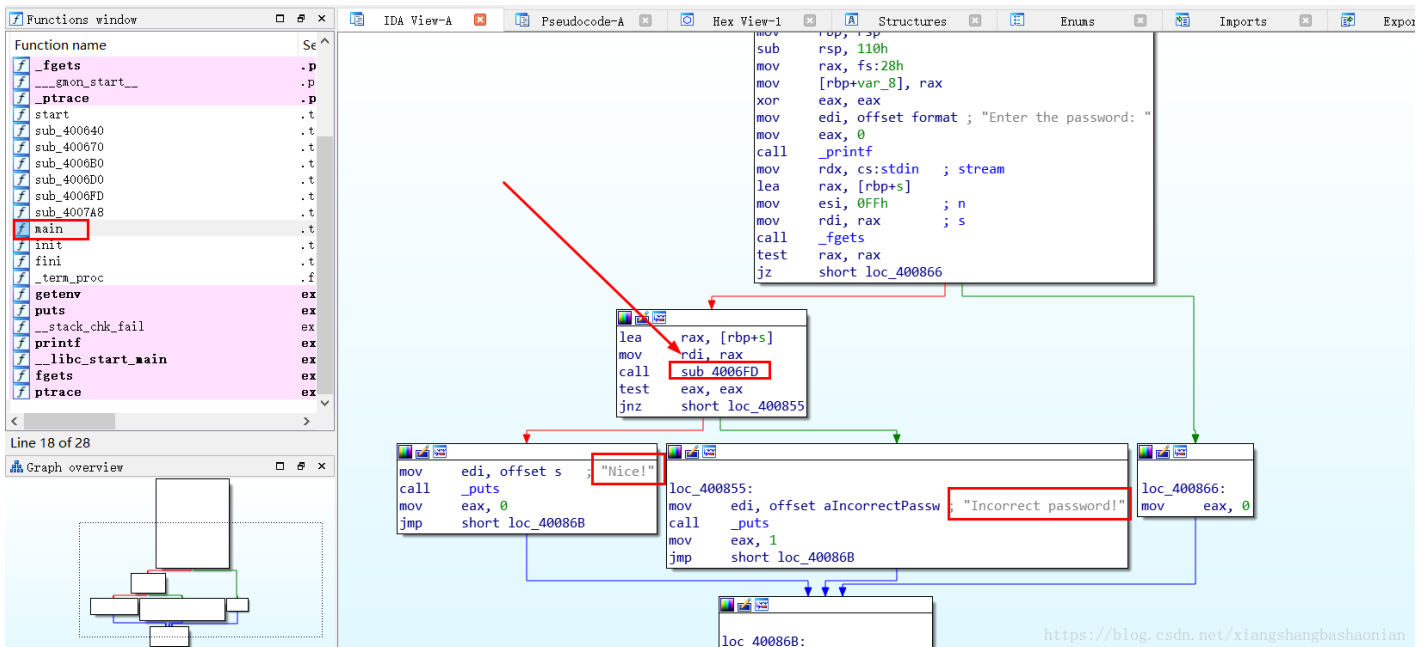 Functions window
IDA View-A
Pseudocode-A
Hex View-1
Structures
Enums
Imports
Expor
Function name
Se
_fgets .p
___gmon_start__ .p
_ptrace .p
start .t
sub_400640 .t
sub_400670 .t
sub_4006B0 .t
sub_4006D0 .t
sub_4006FD .t
sub_4007A8 .t
main .t
init .t
fini .t
_term_proc .f
getenv ex
puts ex
__stack_chk_fail ex
printf ex
__libc_start_main ex
fgets ex
ptrace ex
Line 18 of 28
Graph overview
mov rbp, rsp
sub rsp, 110h
mov rax, fs:28h
mov [rbp+var_8], rax
xor eax, eax
mov edi, offset format ; "Enter the password: "
mov eax, 0
call _printf
mov rdx, cs:stdin ; stream
lea rax, [rbp+s]
mov esi, 0FFh ; n
mov rdi, rax ; s
call _fgets
test rax, rax
jz short loc_400866
lea rax, [rbp+s]
mov rdi, rax
call sub_4006FD
test eax, eax
jnz short loc_400855
mov edi, offset s ; "Nice!"
call _puts
mov eax, 0
jmp short loc_40086B
loc_400855:
mov edi, offset aIncorrectPassw ; "Incorrect password!"
call _puts
mov eax, 1
jmp short loc_40086B
loc_400866:
mov eax, 0
loc_40086B:
https://blog.csdn.net/xiangshangbashaonian